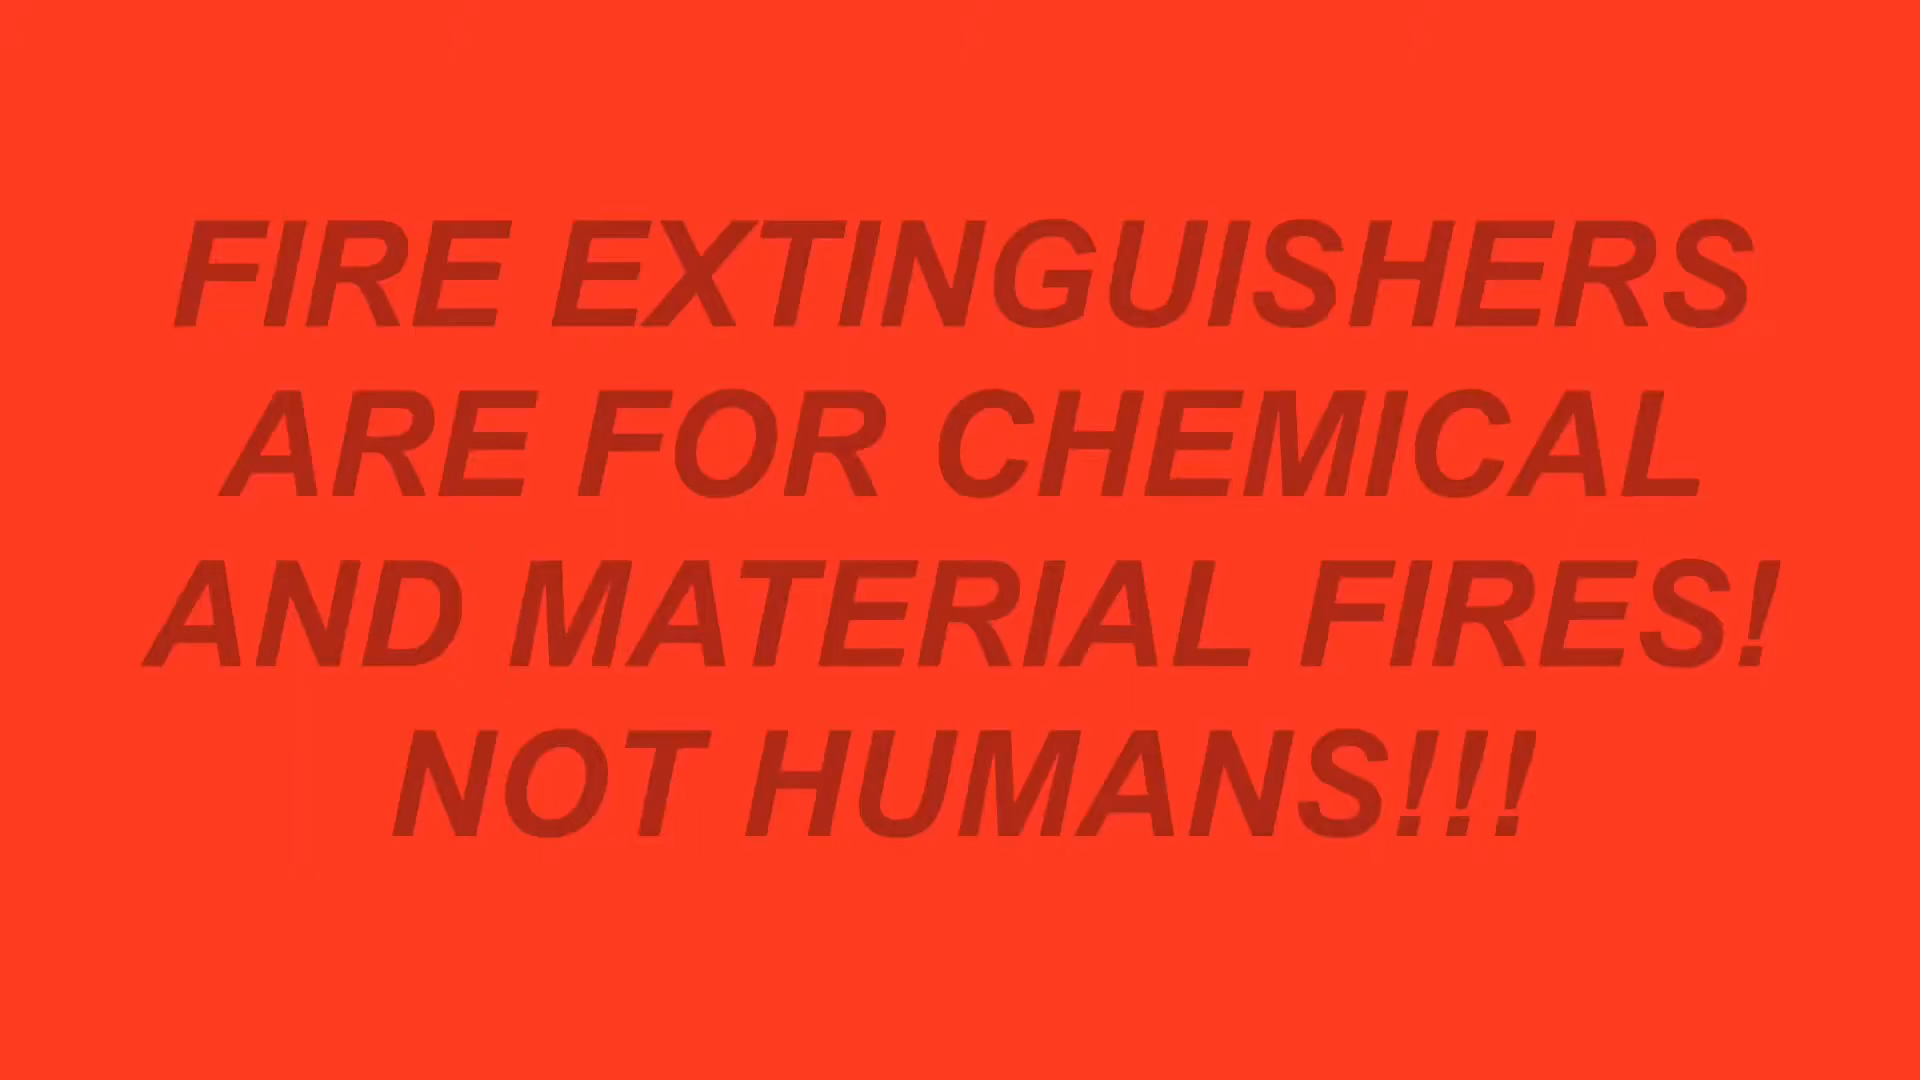 FIRE EXTINGUISHERS
ARE FOR CHEMICAL
AND MATERIAL FIRES!
NOT HUMANS!!!